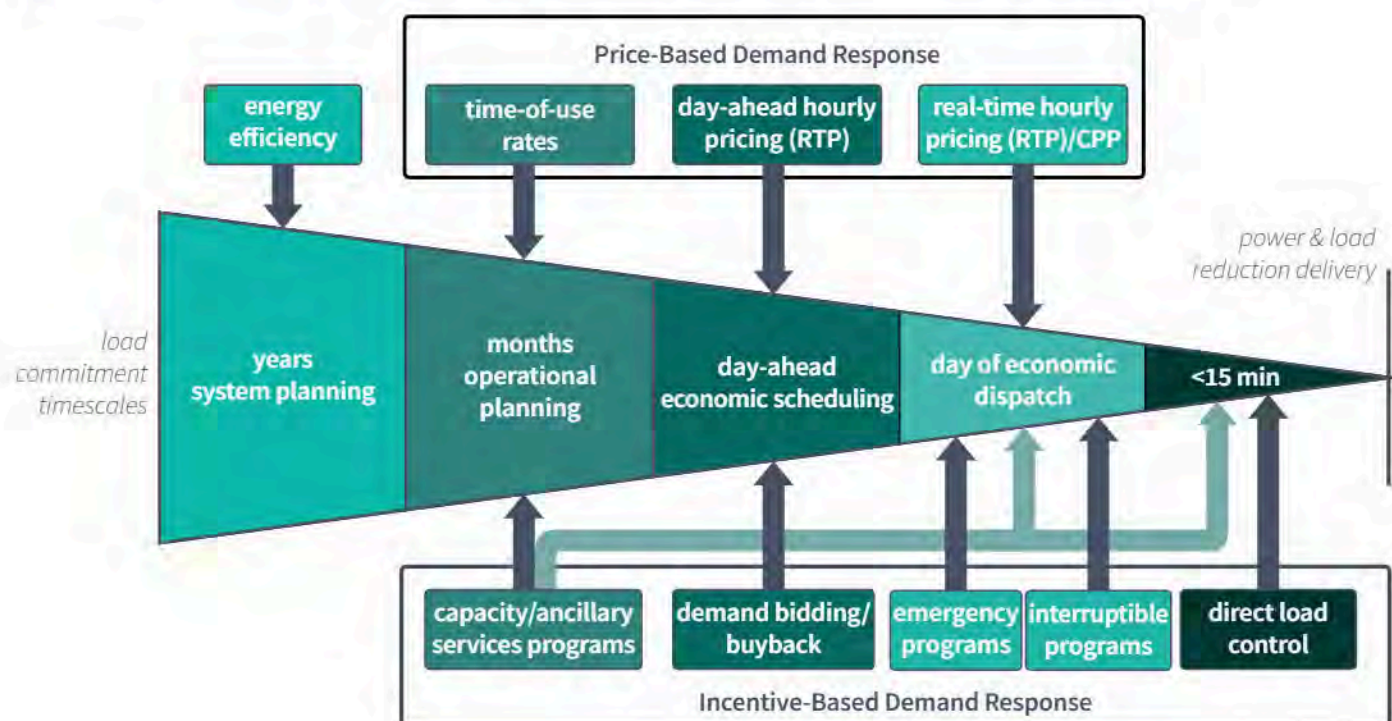 Price-Based Demand Response
energy
efficiency
time-of-use
rates
day-ahead hourly
pricing (RTP)
real-time hourly
pricing (RTP)/CPP
power & load
reduction delivery
load
commitment
timescales
years
system planning
months
operational
planning
day-ahead
economic scheduling
day of economic
dispatch
<15 min
capacity/ancillary
services programs
demand bidding/
buyback
emergency
programs
interruptible
programs
direct load
control
Incentive-Based Demand Response